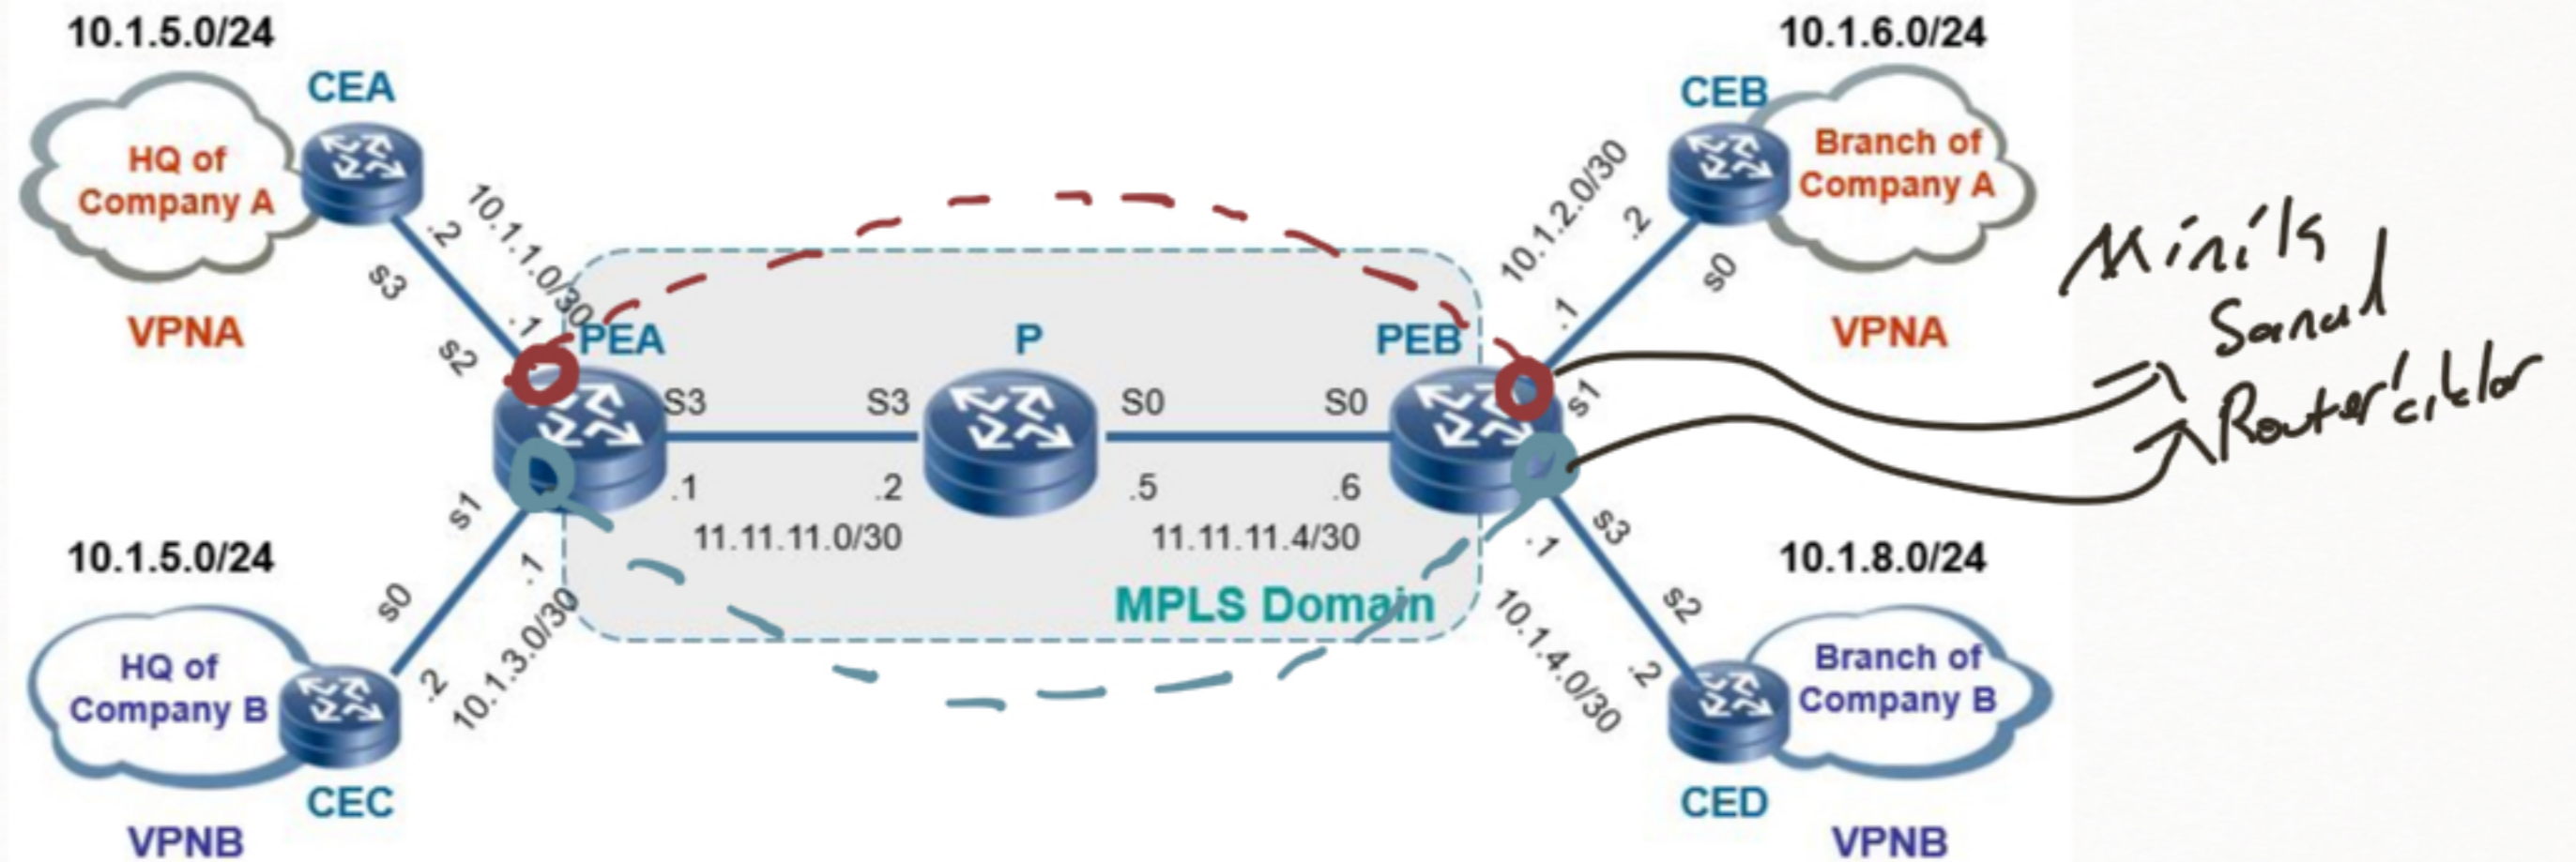 10.1.5.0/24
CEA
HQ of
Company A
VPNA
.2
10.1.1.0/30
s3
s2
.1
10.1.6.0/24
CEB
Branch of
Company A
VPNA
10.1.2.0/30
.2
s0
.1
s1
PEA
P
PEB
S3
S3
S0
S0
.1
.2
.5
.6
11.11.11.0/30
11.11.11.4/30
MPLS Domain
10.1.5.0/24
HQ of
Company B
CEC
VPNB
s1
.1
s0
.2
10.1.3.0/30
10.1.8.0/24
Branch of
Company B
CED
VPNB
s3
.1
s2
.2
10.1.4.0/30
Minik
Sanal
Router'cıklar